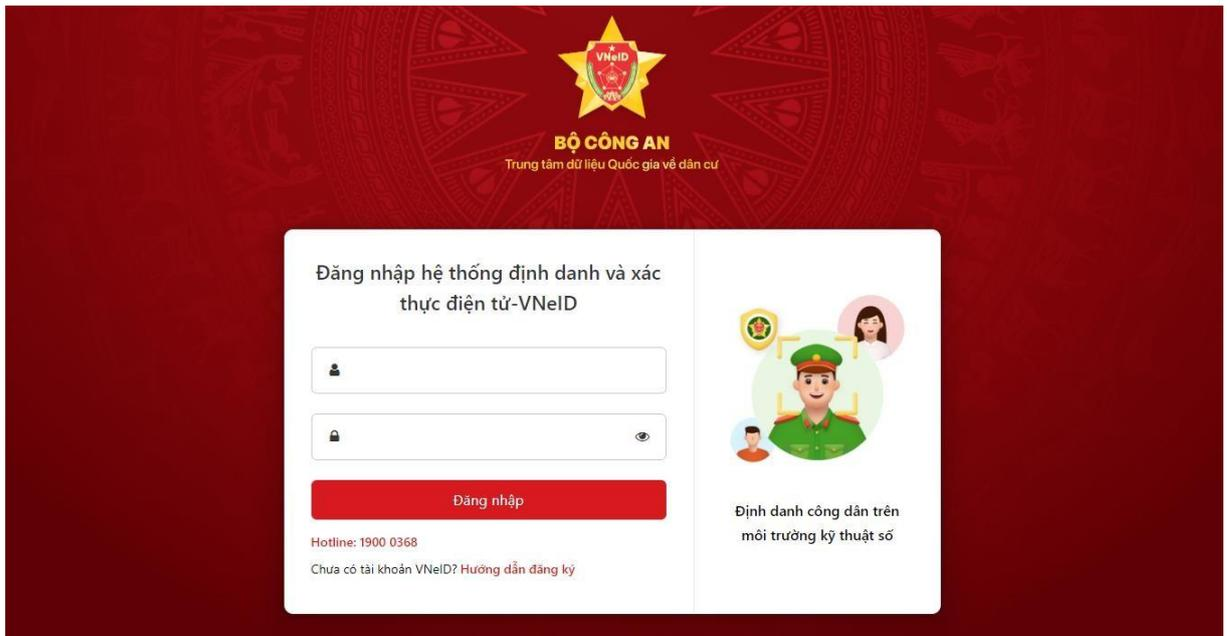 VNeID
BỘ CÔNG AN
Trung tâm dữ liệu Quốc gia về dân cư
Đăng nhập hệ thống định danh và xác
thực điện tử-VNeID
Đăng nhập
Hotline: 1900 0368
Chưa có tài khoản VNeID? Hướng dẫn đăng ký
Định danh công dân trên
môi trường kỹ thuật số